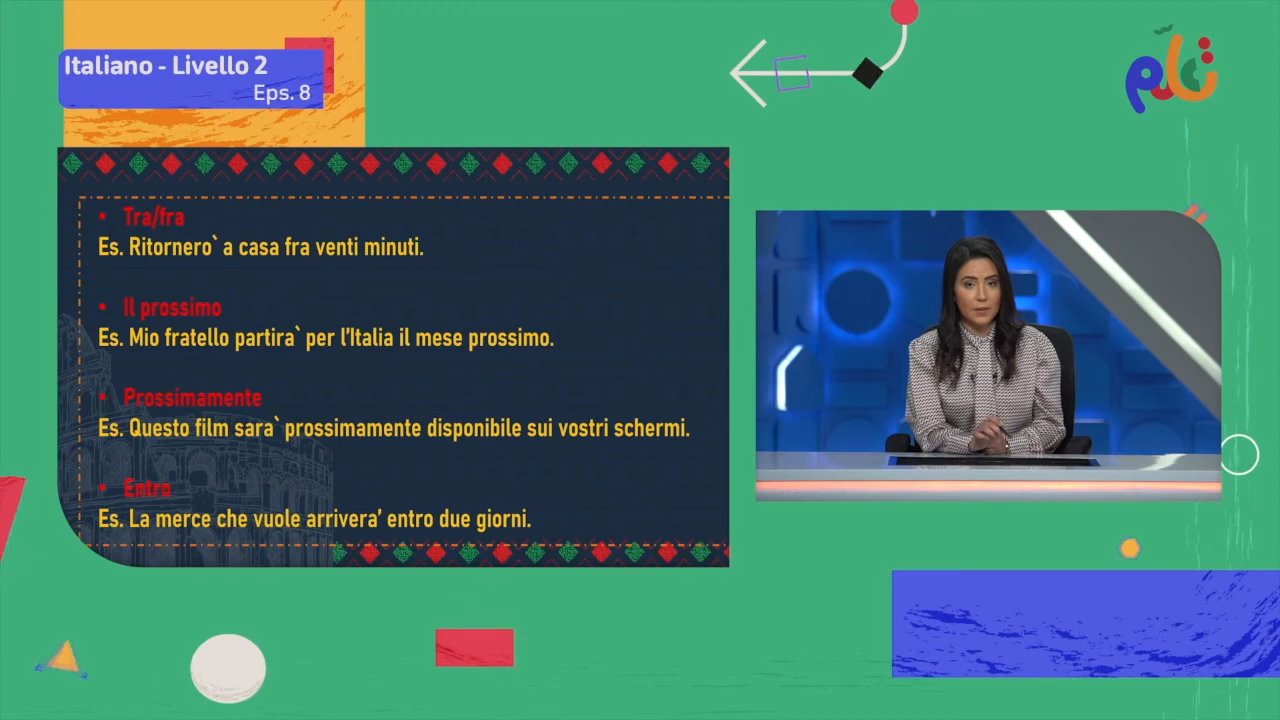 Italiano - Livello 2
Eps. 8
• Tra/fra
Es. Ritornero` a casa fra venti minuti.
• Il prossimo
Es. Mio fratello partira` per l'Italia il mese prossimo.
• Prossimamente
Es. Questo film sara` prossimamente disponibile sui vostri schermi.
• Entro
Es. La merce che vuole arrivera’ entro due giorni.